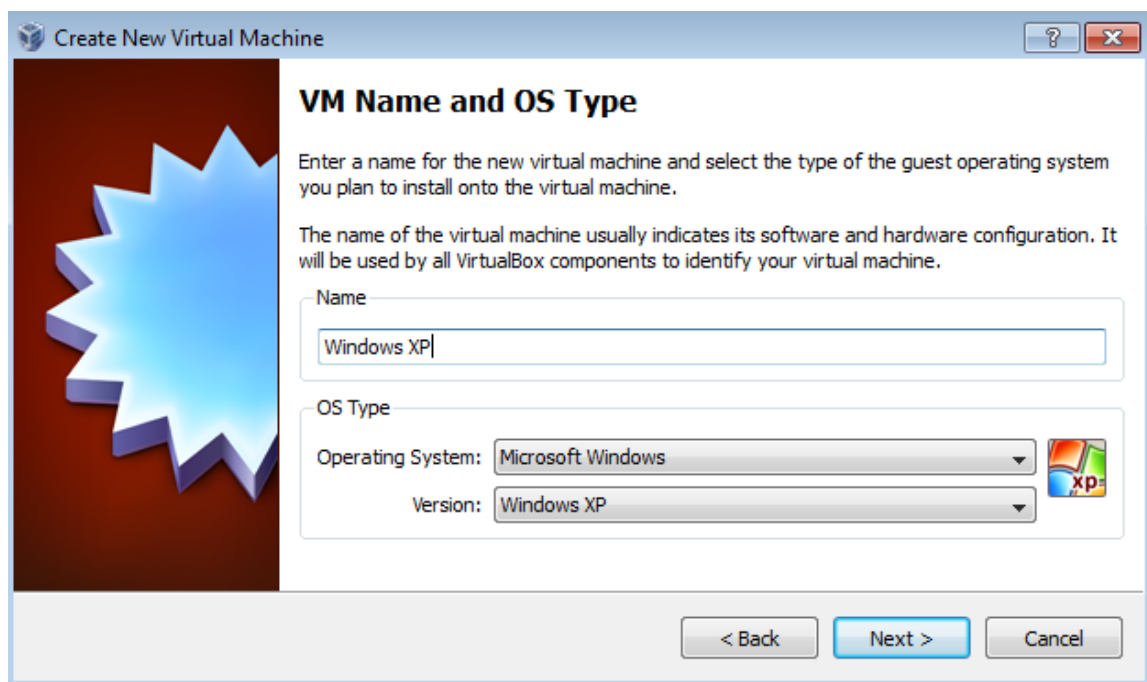 Create New Virtual Machine
VM Name and OS Type
Enter a name for the new virtual machine and select the type of the guest operating system
you plan to install onto the virtual machine.
The name of the virtual machine usually indicates its software and hardware configuration. It
will be used by all VirtualBox components to identify your virtual machine.
Name
Windows XP
OS Type
Operating System: Microsoft Windows
xp
Version: Windows XP
< Back Next > Cancel